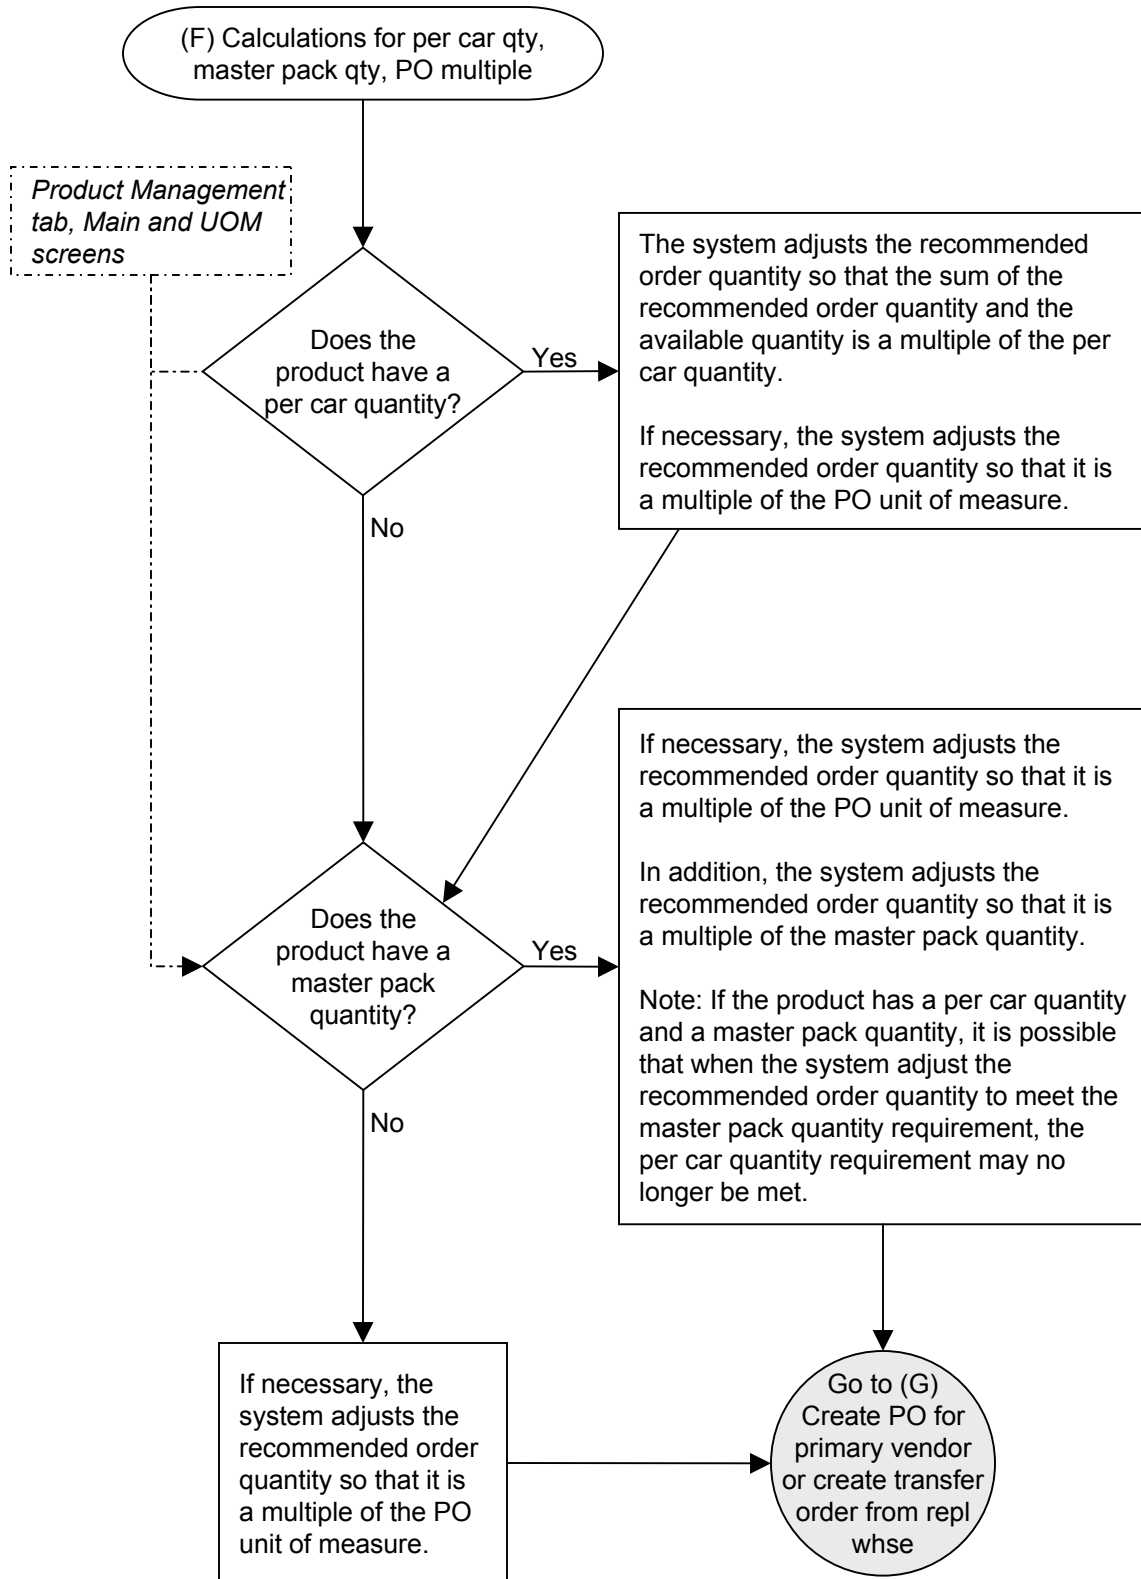 (F) Calculations for per car qty,
master pack qty, PO multiple
Product Management
tab, Main and UOM
screens
The system adjusts the recommended
order quantity so that the sum of the
recommended order quantity and the
available quantity is a multiple of the per
car quantity.
If necessary, the system adjusts the
recommended order quantity so that it is
a multiple of the PO unit of measure.
Does the
product have a
per car quantity?
Yes
No
If necessary, the system adjusts the
recommended order quantity so that it is
a multiple of the PO unit of measure.
In addition, the system adjusts the
recommended order quantity so that it is
a multiple of the master pack quantity.
Note: If the product has a per car quantity
and a master pack quantity, it is possible
that when the system adjust the
recommended order quantity to meet the
master pack quantity requirement, the
per car quantity requirement may no
longer be met.
Does the
product have a
master pack
quantity?
Yes
No
If necessary, the
system adjusts the
recommended order
quantity so that it is
a multiple of the PO
unit of measure.
Go to (G)
Create PO for
primary vendor
or create transfer
order from repl
whse